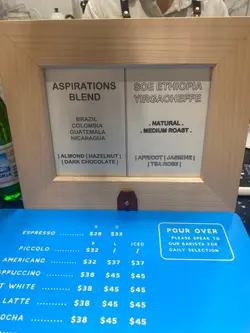 ASPIRATIONS
BLEND
BRAZIL
COLOMBIA
GUATEMALA
NICARAGUA
| ALMOND | HAZELNUT |
| DARK CHOCOLATE |
SOE ETHIOPIA
YIRGACHEFFE
. NATURAL .
. MEDIUM ROAST .
| APRICOT | JASMINE |
| TEA ROSE |
S D
ESPRESSO .......... $28 $33
S L ICED
PICCOLO .......... $32 / /
AMERICANO .......... $32 $37 $37
APPUCCINO .......... $38 $45 $45
T WHITE .......... $38 $45 $45
LATTE .......... $38 $45 $45
OCHA .......... $38 $45 $45
POUR OVER
PLEASE SPEAK TO
OUR BARISTA FOR
DAILY SELECTION